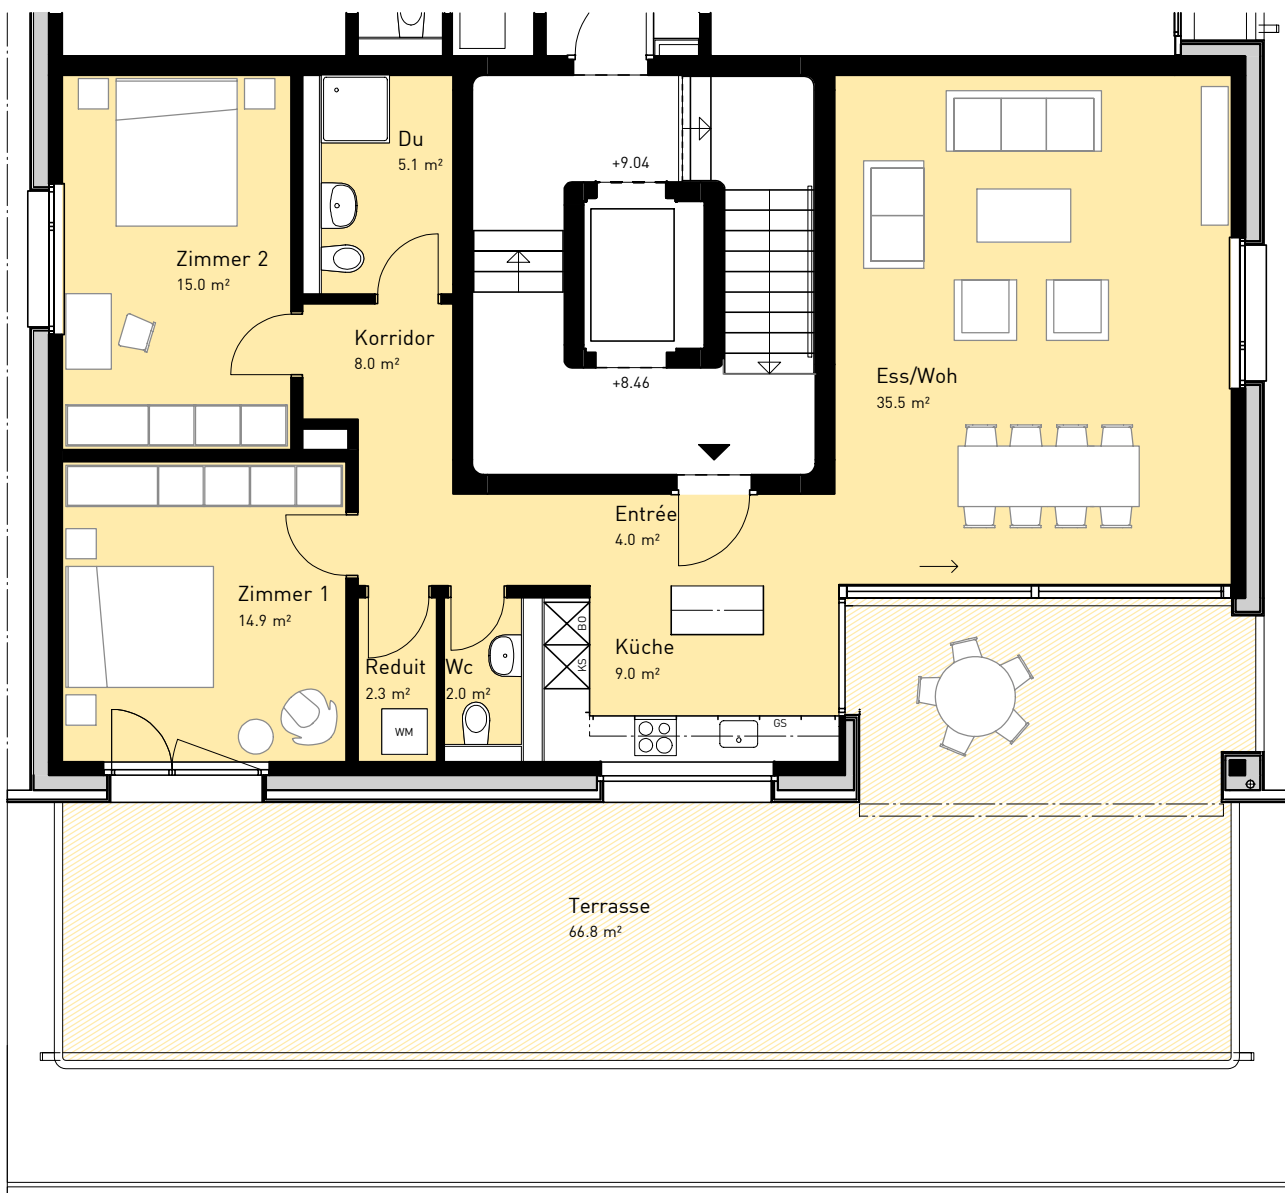 Du
5.1 m²
+9.04
Zimmer 2
15.0 m²
Korridor
8.0 m²
+8.46
Ess/Woh
35.5 m²
Entrée
4.0 m²
Zimmer 1
14.9 m²
BO
KS
Küche
9.0 m²
Reduit
2.3 m²
Wc
2.0 m²
WM
GS
Terrasse
66.8 m²